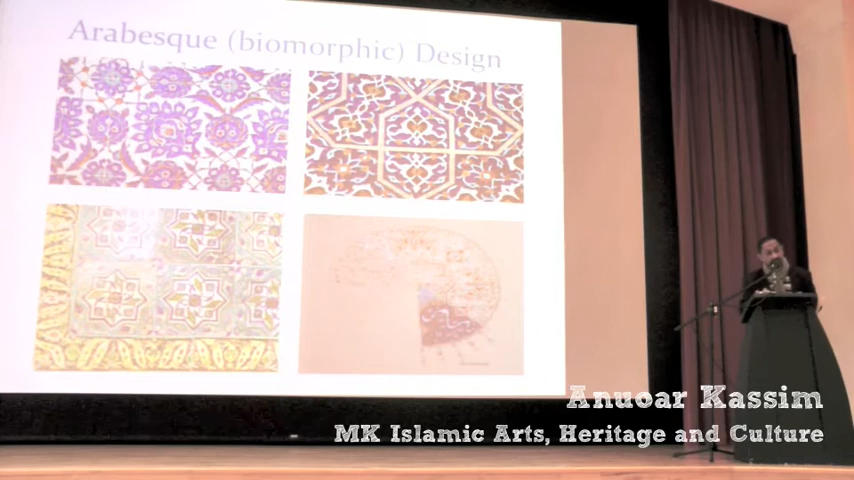 Arabesque (biomorphic) Design
Anuoar Kassim
MK Islamic Arts, Heritage and Culture